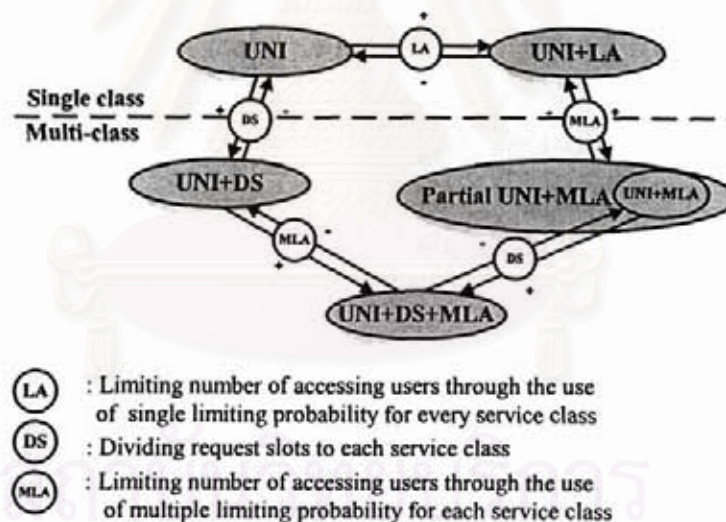 +
UNI
LA
UNI+LA
-
Single class
+ DS -
- MLA +
Multi-class
UNI+DS
Partial UNI+MLA
UNI+MLA
MLA
-
+
-
DS
+
UNI+DS+MLA
LA : Limiting number of accessing users through the use
of single limiting probability for every service class
DS : Dividing request slots to each service class
MLA : Limiting number of accessing users through the use
of multiple limiting probability for each service class